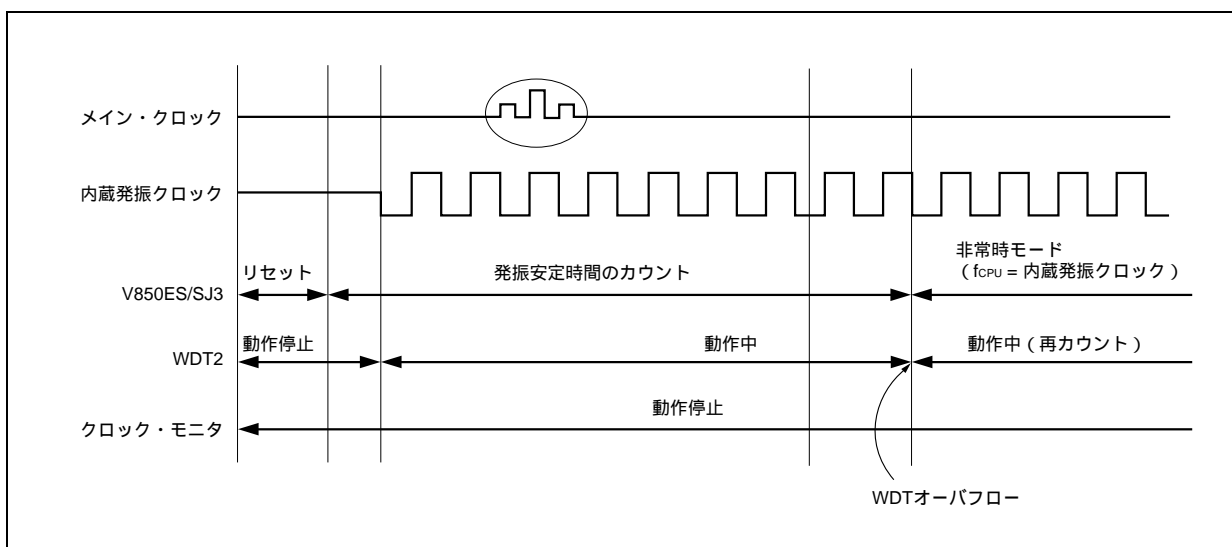 メイン・クロック
内蔵発振クロック
非常時モード
（fCPU = 内蔵発振クロック）
リセット
発振安定時間のカウント
V850ES/SJ3
動作停止
動作中
動作中（再カウント）
WDT2
動作停止
クロック・モニタ
WDTオーバフロー